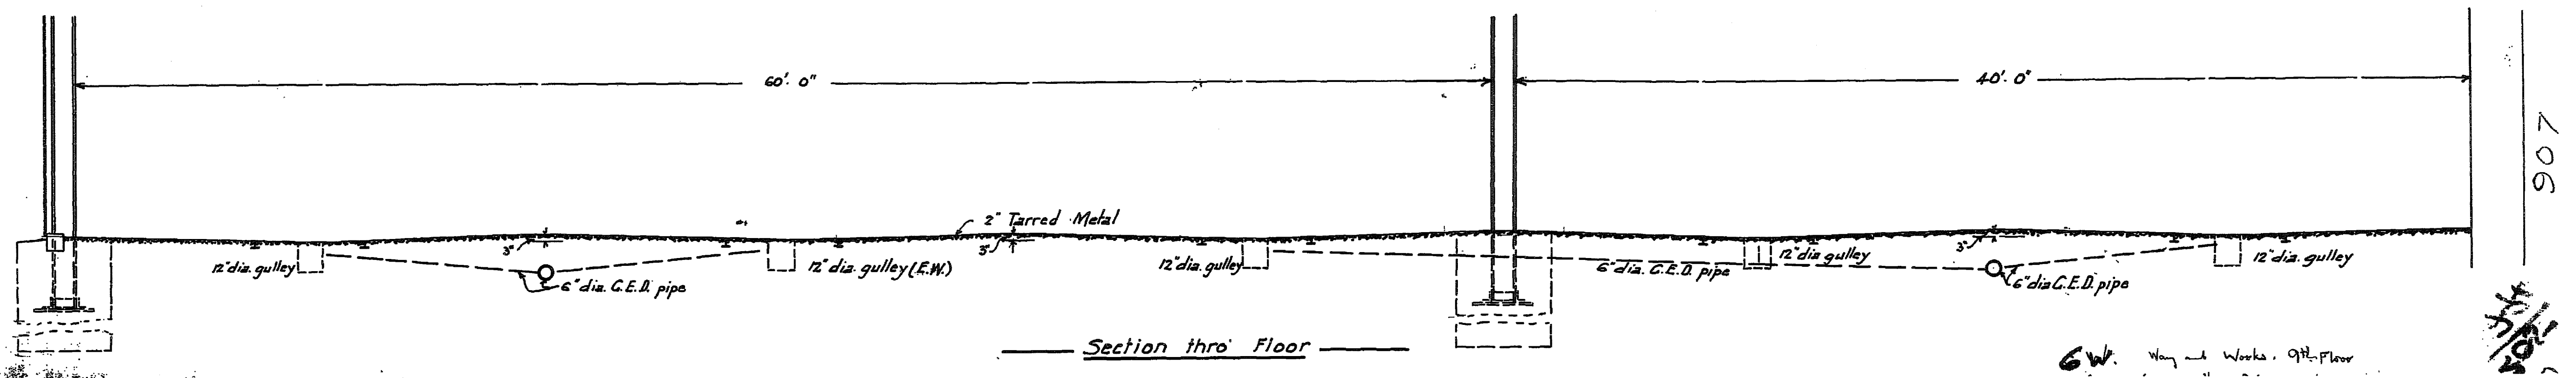 60'. 0"
40'. 0"
907
2" Tarred Metal
3"
3"
3"
12" dia. gulley
6" dia. G.E.D. pipe
12" dia. gulley (E.W.)
12" dia. gulley
6" dia. G.E.D. pipe
12" dia. gulley
6" dia G.E.D. pipe
12" dia. gulley
Section thro' Floor
6 W. Way and Works. 9th Floor